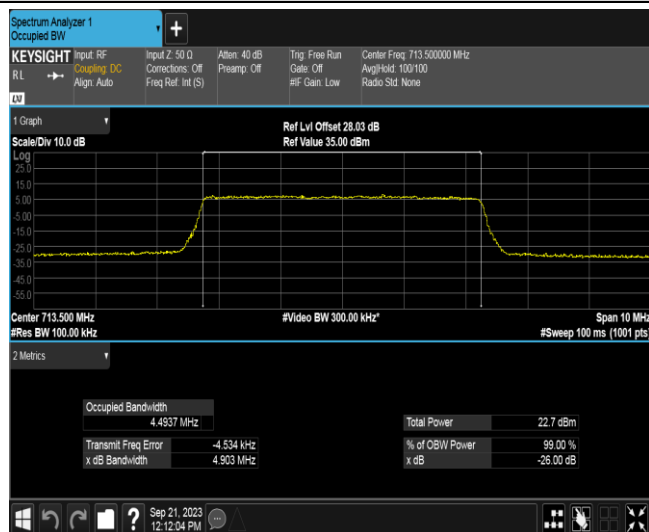 Spectrum Analyzer 1
Occupied BW
KEYSIGHT Input: RF Input Z: 50 Ω Atten: 40 dB Trig: Free Run Center Freq: 713.500000 MHz
RL Coupling: DC Corrections: Off Preamp: Off Gate: Off Avg|Hold: 100/100
Align: Auto Freq Ref: Int (S) #IF Gain: Low Radio Std: None
LXI
1 Graph Ref Lvl Offset 28.03 dB
Scale/Div 10.0 dB Ref Value 35.00 dBm
Log
25.0
15.0
5.00
-5.00
-15.0
-25.0
-35.0
-45.0
-55.0
Center 713.500 MHz #Video BW 300.00 kHz* Span 10 MHz
#Res BW 100.00 kHz #Sweep 100 ms (1001 pts)
2 Metrics
Occupied Bandwidth
4.4937 MHz Total Power 22.7 dBm
Transmit Freq Error -4.534 kHz % of OBW Power 99.00 %
x dB Bandwidth 4.903 MHz x dB -26.00 dB
? Sep 21, 2023
12:12:04 PM